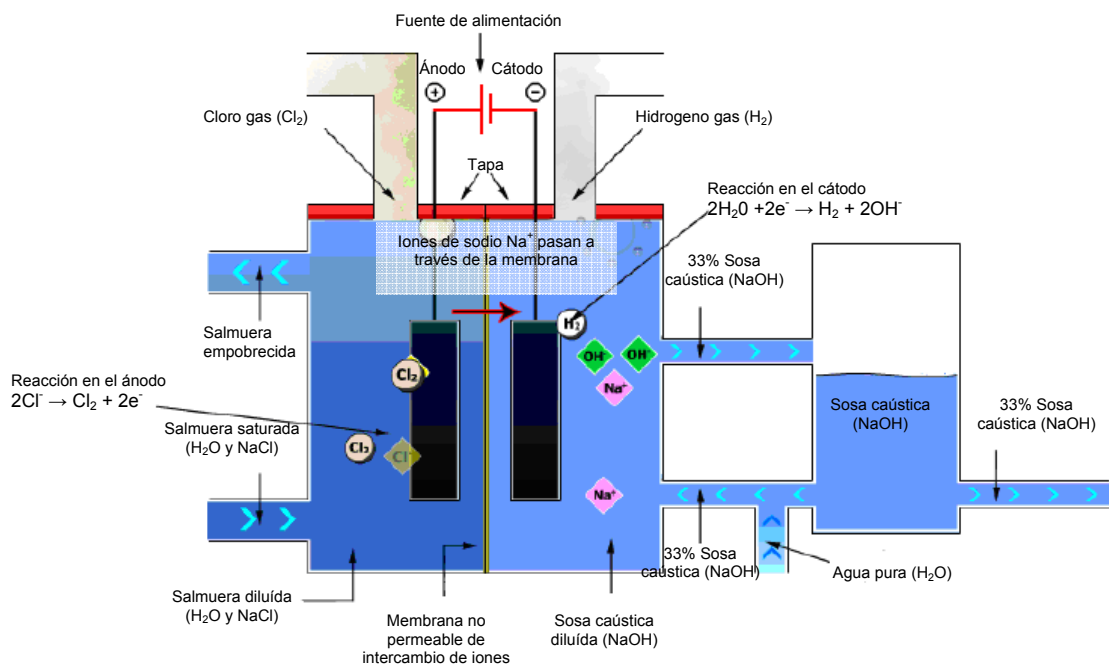 Fuente de alimentación
Ánodo
Cátodo
+
−
Cloro gas (Cl₂)
Hidrogeno gas (H₂)
Tapa
Reacción en el cátodo
2H₂0 +2e⁻ → H₂ + 2OH⁻
Iones de sodio Na⁺ pasan a
través de la membrana
33% Sosa
caústica (NaOH)
H₂
Salmuera
empobrecida
OH⁻
OH⁻
Na⁺
Reacción en el ánodo
2Cl⁻ → Cl₂ + 2e⁻
Cl₂
Salmuera saturada
(H₂O y NaCl)
Cl₂
Cl⁻
Sosa caústica
(NaOH)
33% Sosa
caústica (NaOH)
Na⁺
33% Sosa
caústica (NaOH)
Agua pura (H₂O)
Salmuera diluída
(H₂O y NaCl)
Membrana no
permeable de
intercambio de iones
Sosa caústica
diluída (NaOH)